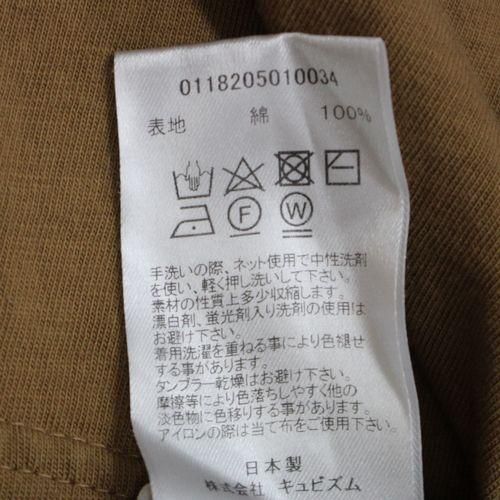 0118205010034
表地 綿 100%
F W
手洗いの際、ネット使用で中性洗剤
を使い、軽く押し洗いして下さい。
素材の性質上多少収縮します。
漂白剤、蛍光剤入り洗剤の使用は
お避け下さい。
着用洗濯を重ねる事により色褪せ
する事があります。
タンブラー乾燥はお避け下さい。
摩擦等により色落ちしやすく他の
淡色物に色移りする事があります。
アイロンの際は当て布をご使用下さい。
日本製
株式会社 キュビズム